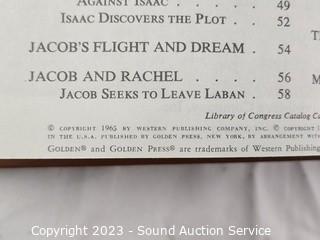 AGAINST ISAAC . . . . . 49
ISAAC DISCOVERS THE PLOT . . 52
JACOB'S FLIGHT AND DREAM . 54
JACOB AND RACHEL . . . . . 56
JACOB SEEKS TO LEAVE LABAN . 58
Library of Congress Catalog Ca
© COPYRIGHT 1965 BY WESTERN PUBLISHING COMPANY, INC. © COPYRIGHT 1
IN THE U.S.A. PUBLISHED BY GOLDEN PRESS, NEW YORK, BY ARRANGEMENT WITH
GOLDEN® AND GOLDEN PRESS® are trademarks of Western Publishing
Copyright 2023 - Sound Auction Service